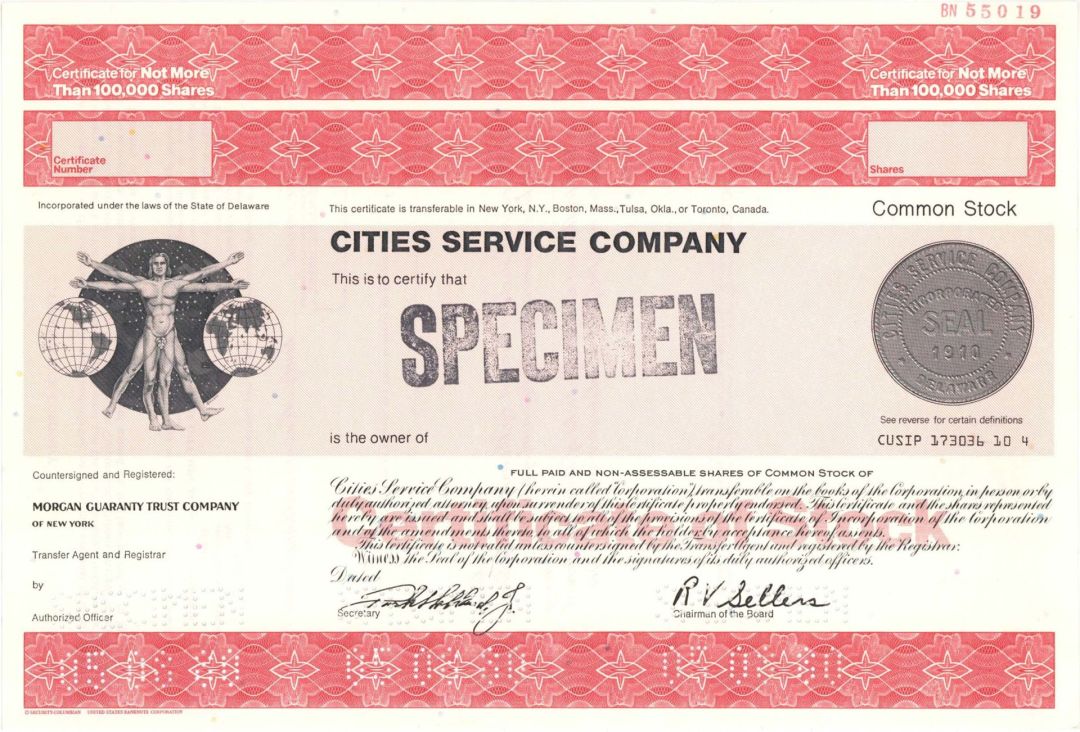 BN 55019
Certificate for Not More
Than 100,000 Shares
Certificate for Not More
Than 100,000 Shares
Certificate
Number
Shares
Incorporated under the laws of the State of Delaware
This certificate is transferable in New York, N.Y., Boston, Mass., Tulsa, Okla., or Toronto, Canada.
Common Stock
CITIES SERVICE COMPANY
This is to certify that
SPECIMEN
CITIES SERVICE COMPANY
INCORPORATED
SEAL
1910
DELAWARE
See reverse for certain definitions
is the owner of
CUSIP 173036 10 4
Countersigned and Registered:
MORGAN GUARANTY TRUST COMPANY
OF NEW YORK
Transfer Agent and Registrar
by
Authorized Officer
FULL PAID AND NON-ASSESSABLE SHARES OF COMMON STOCK OF
Cities Service Company (herein called "Corporation"), transferable on the books of the Corporation, in person or by
duly authorized attorney, upon surrender of this Certificate properly endorsed. This Certificate and the shares represented
hereby are issued and shall be subject to all of the provisions of the Certificate of Incorporation of the Corporation
and of the amendments thereto, to all of which the holder by acceptance hereof assents.
This Certificate is not valid unless countersigned by the Transfer Agent and registered by the Registrar.
Witness the Seal of the Corporation and the signatures of its duly authorized officers.
Certificate of Stock
Dated
Secretary
R V Sellers
Chairman of the Board
© SECURITY-COLUMBIAN UNITED STATES BANKNOTE CORPORATION